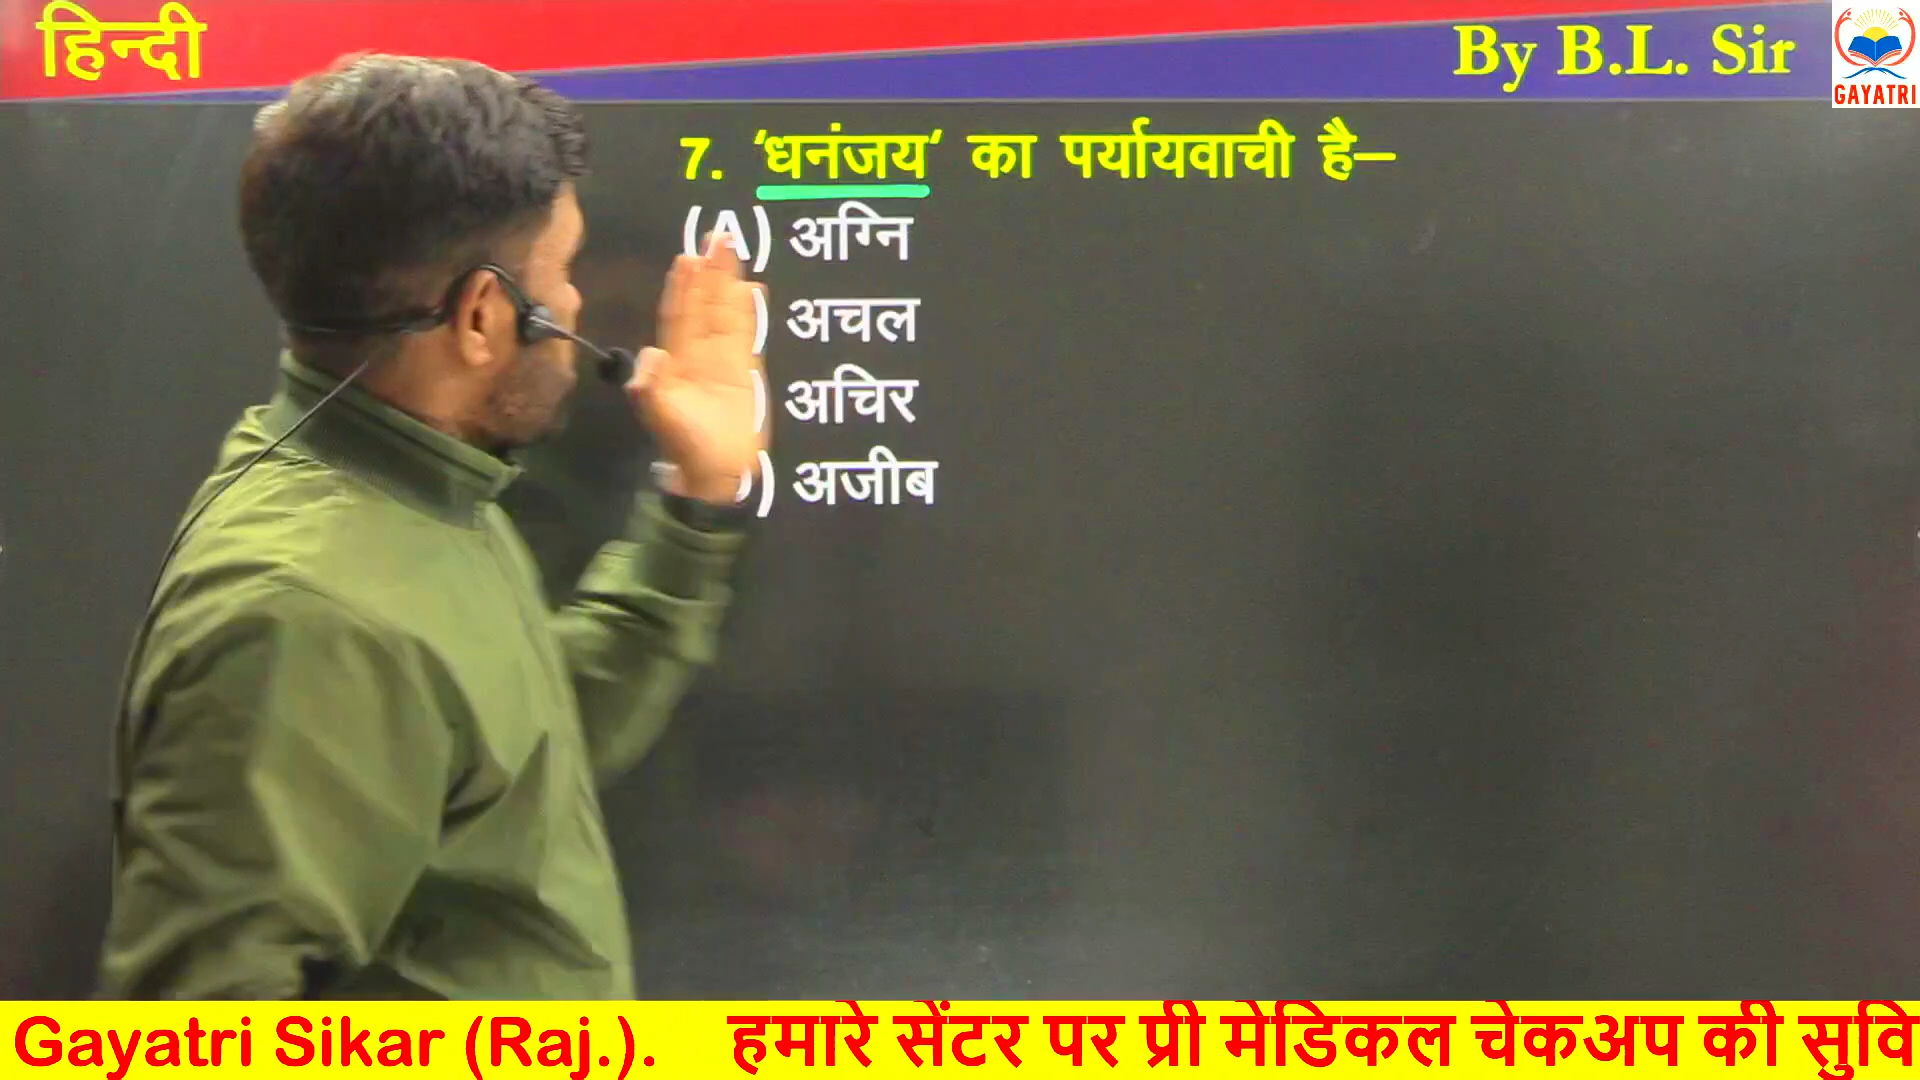 हिन्दी
By B.L. Sir
GAYATRI
7. ‘धनंजय‘ का पर्यायवाची है–
(A) अग्नि
) अचल
) अचिर
) अजीब
Gayatri Sikar (Raj.). हमारे सेंटर पर प्री मेडिकल चेकअप की सुवि